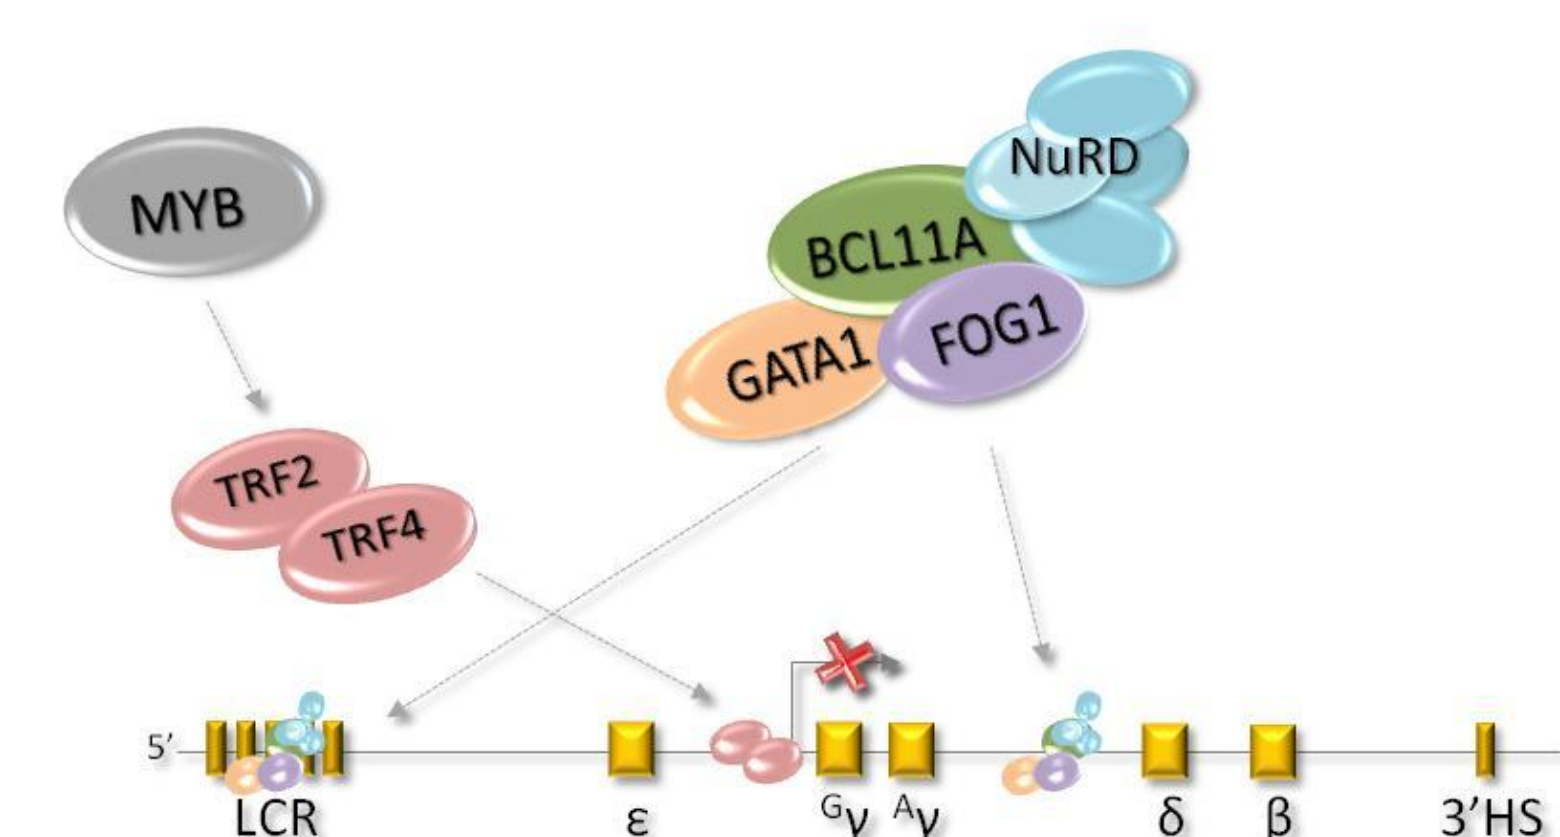 NuRD
MYB
BCL11A
FOG1
GATA1
TRF2
TRF4
5’
LCR
ε
Gγ
Aγ
δ
β
3’HS